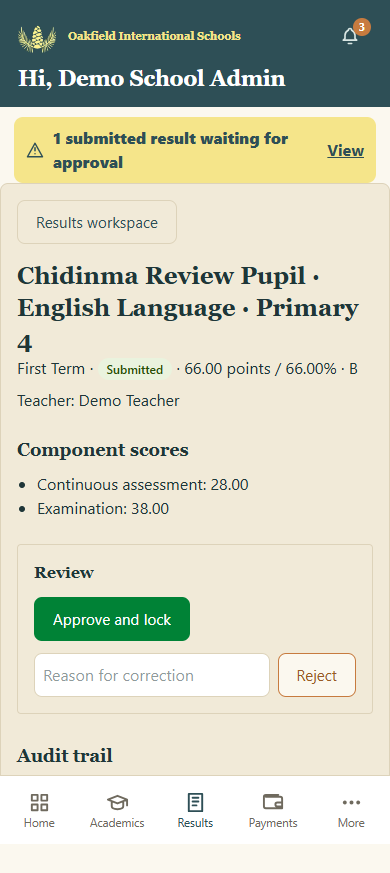 Oakfield International Schools
3
Hi, Demo School Admin
1 submitted result waiting for
approval
View
Results workspace
Chidinma Review Pupil ·
English Language · Primary
4
First Term · Submitted · 66.00 points / 66.00% · B
Teacher: Demo Teacher
Component scores
• Continuous assessment: 28.00
• Examination: 38.00
Review
Approve and lock
Reason for correction
Reject
Audit trail
Home
Academics
Results
Payments
More